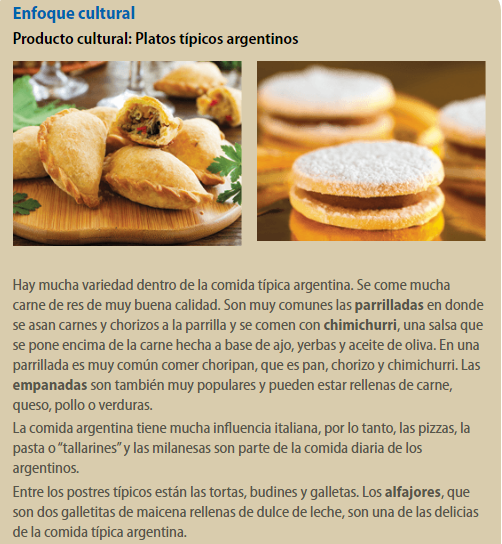 Enfoque cultural
Producto cultural: Platos típicos argentinos
Hay mucha variedad dentro de la comida típica argentina. Se come mucha
carne de res de muy buena calidad. Son muy comunes las parrilladas en donde
se asan carnes y chorizos a la parrilla y se comen con chimichurri, una salsa que
se pone encima de la carne hecha a base de ajo, yerbas y aceite de oliva. En una
parrillada es muy común comer choripan, que es pan, chorizo y chimichurri. Las
empanadas son también muy populares y pueden estar rellenas de carne,
queso, pollo o verduras.
La comida argentina tiene mucha influencia italiana, por lo tanto, las pizzas, la
pasta o “tallarines” y las milanesas son parte de la comida diaria de los
argentinos.
Entre los postres típicos están las tortas, budines y galletas. Los alfajores, que
son dos galletitas de maicena rellenas de dulce de leche, son una de las delicias
de la comida típica argentina.